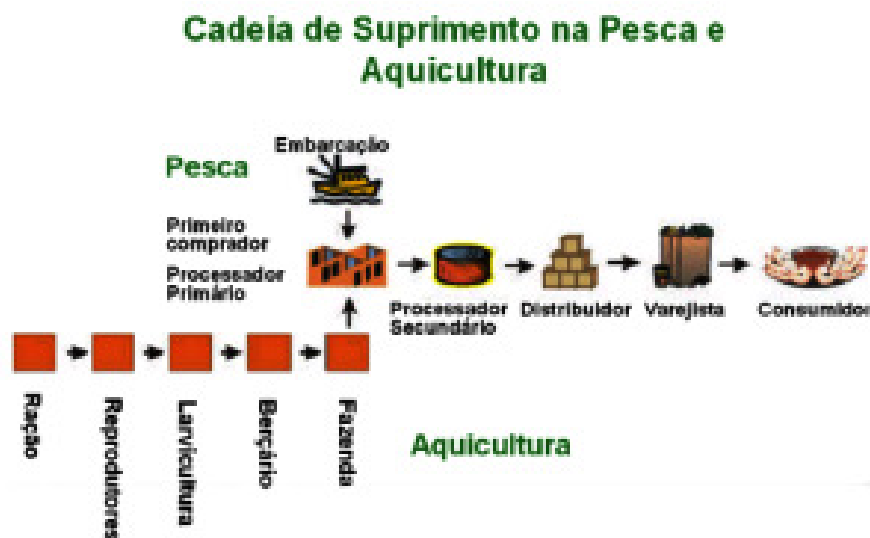 Cadeia de Suprimento na Pesca e
Aquicultura
Embarcação
Pesca
Primeiro
comprador
Processador
Primário
Processador
Secundário
Distribuidor
Varejista
Consumidor
Ração
Reprodutores
Larvicultura
Berçário
Fazenda
Aquicultura